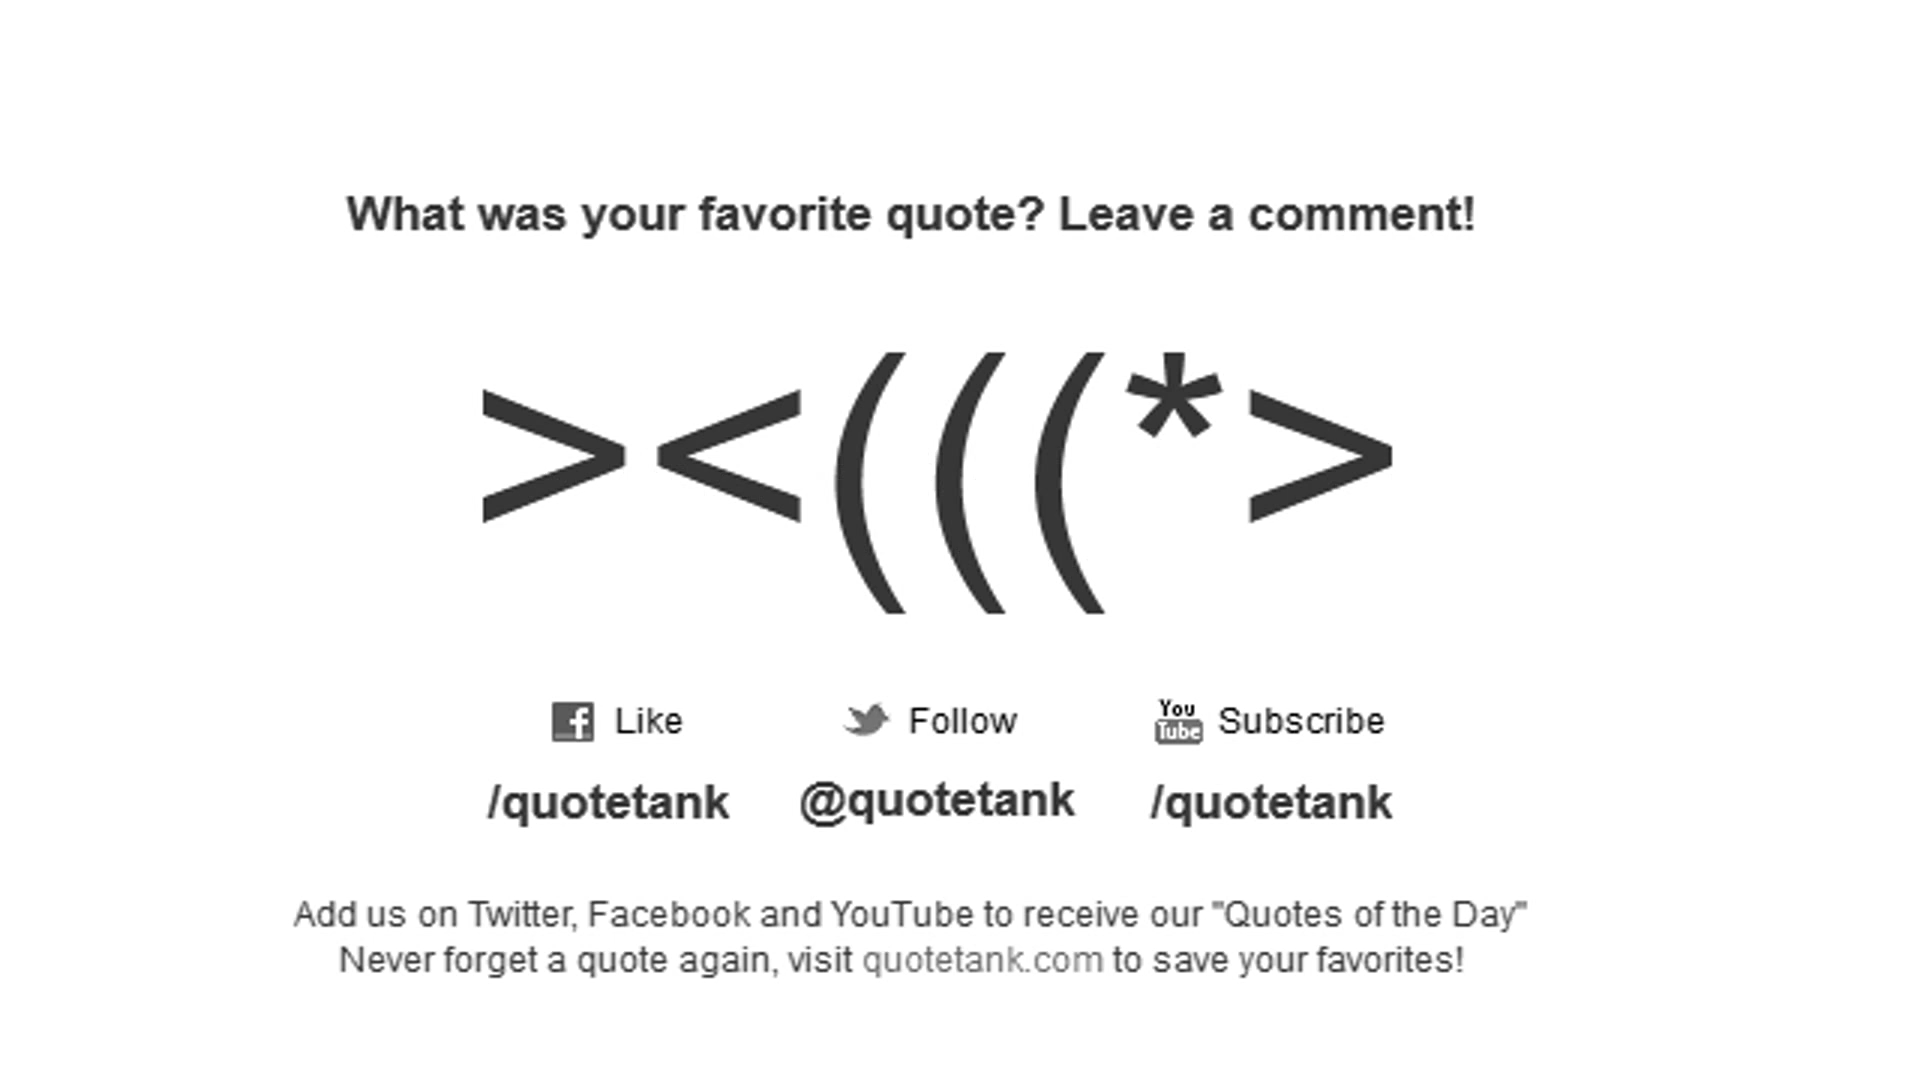 What was your favorite quote? Leave a comment!
><(((*>
f Like Follow You Tube Subscribe
/quotetank @quotetank /quotetank
Add us on Twitter, Facebook and YouTube to receive our "Quotes of the Day"
Never forget a quote again, visit quotetank.com to save your favorites!